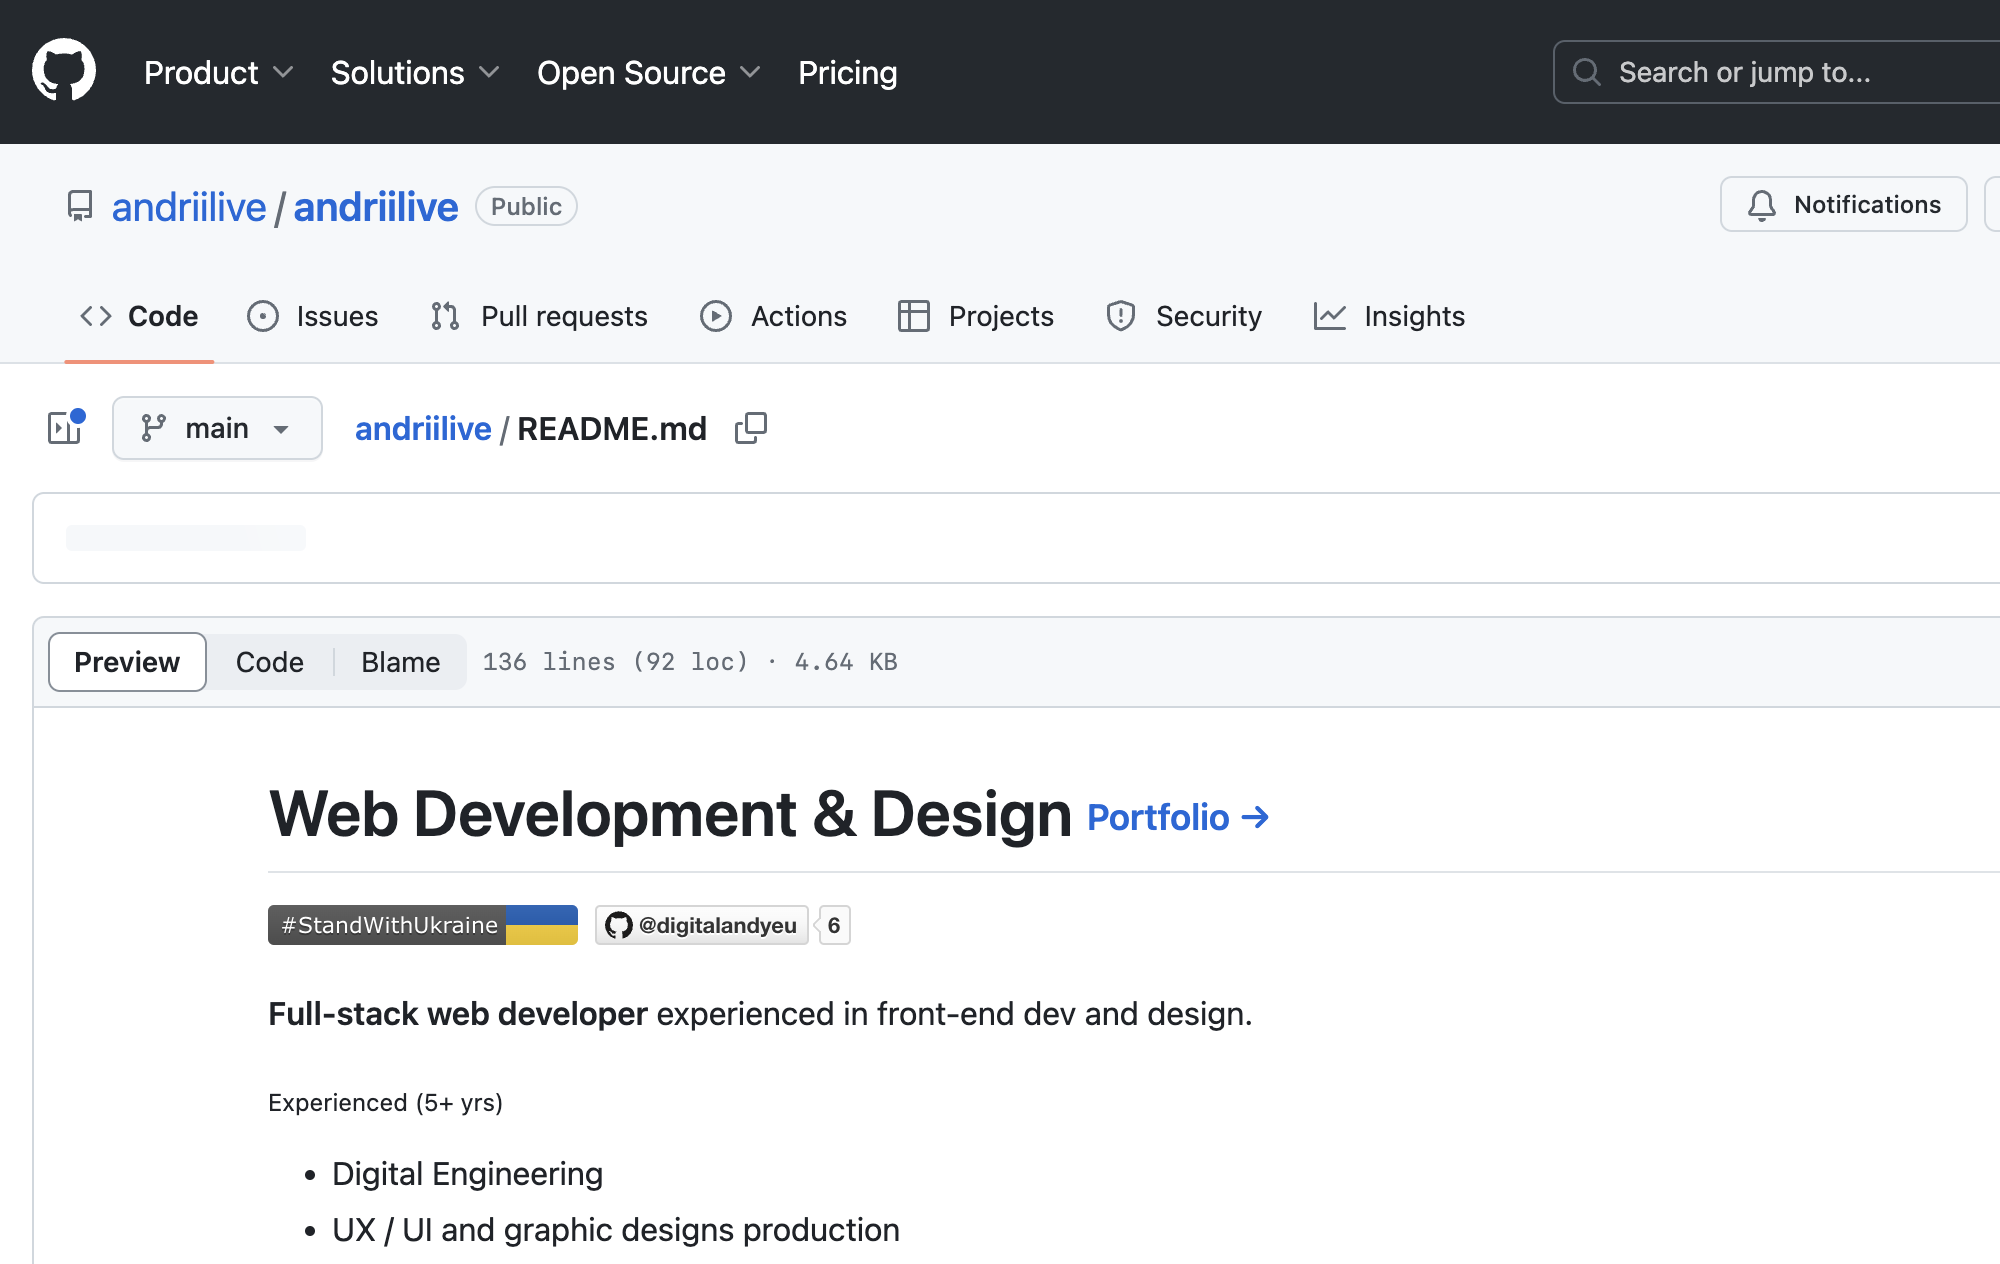 Product Solutions Open Source Pricing Search or jump to...
andriilive / andriilive Public Notifications
Code Issues Pull requests Actions Projects Security Insights
main andriilive / README.md
Preview Code Blame 136 lines (92 loc) · 4.64 KB
Web Development & Design Portfolio →
#StandWithUkraine @digitalandyeu 6
Full-stack web developer experienced in front-end dev and design.
Experienced (5+ yrs)
• Digital Engineering
• UX / UI and graphic designs production